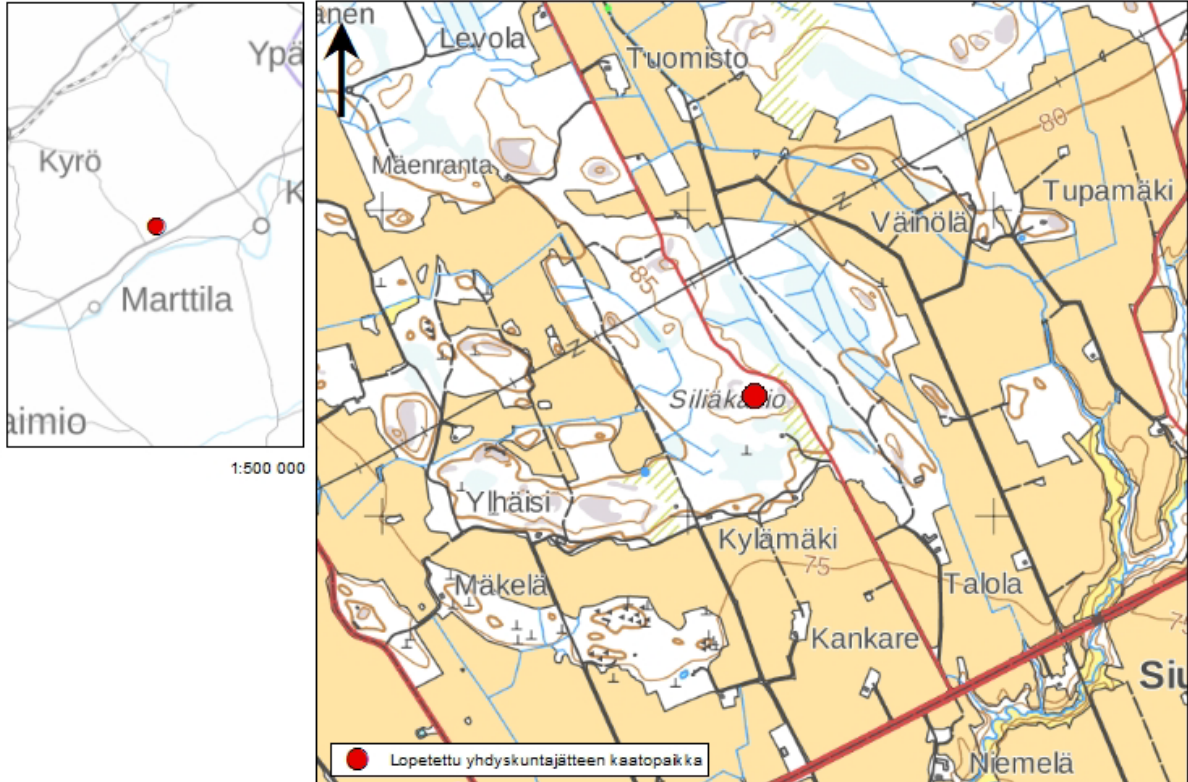 Ypä
Kyrö
K
Marttila
aimio
1:500 000
anen
Levola
Tuomisto
80
Mäenranta
Tupamäki
Väinölä
85
Z
Z
Ylhäisi
Kylämäki
75
Mäkelä
Talola
Kankare
75
Siu
Niemelä
Lopetettu yhdyskuntajätteen kaatopaikka